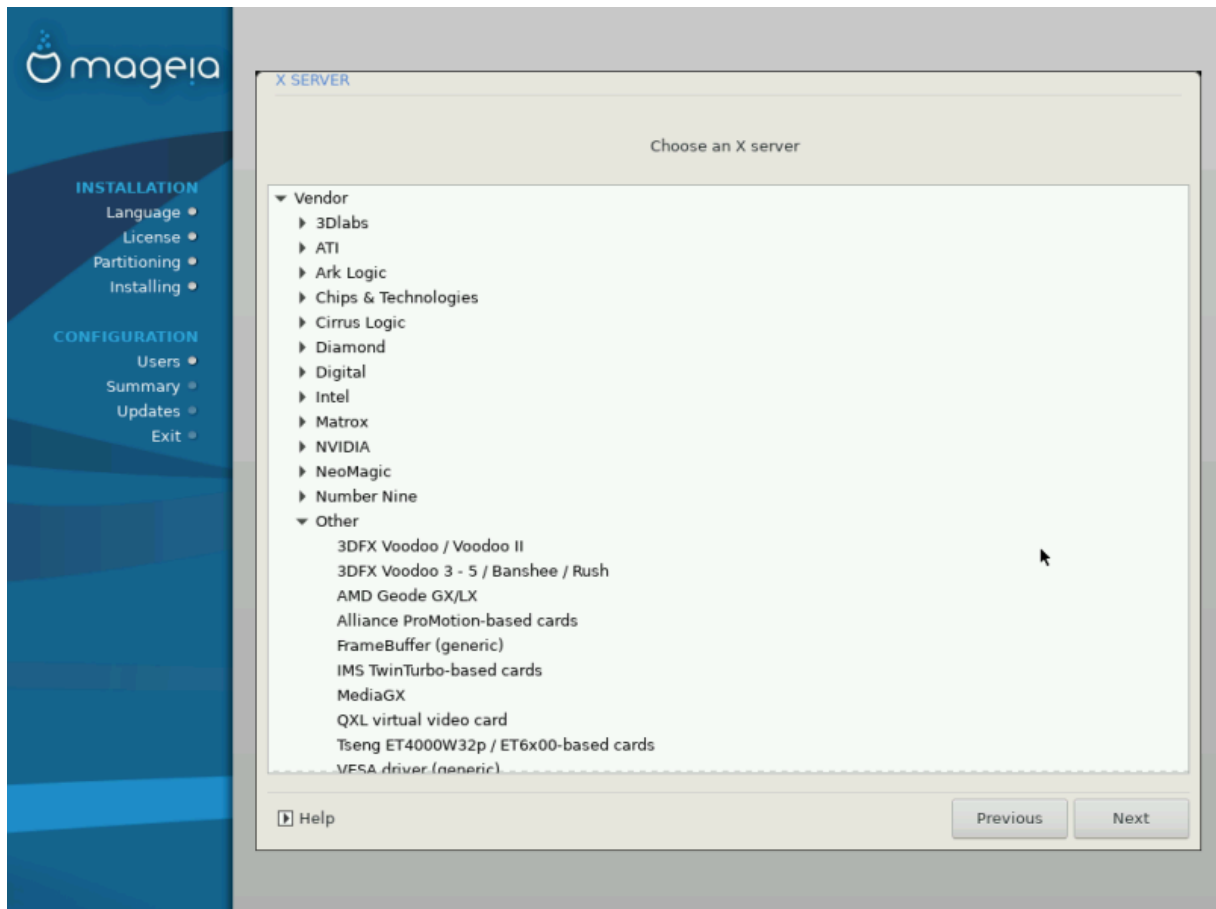 mageia
INSTALLATION
Language
License
Partitioning
Installing
CONFIGURATION
Users
Summary
Updates
Exit
X SERVER
Choose an X server
Vendor
3Dlabs
ATI
Ark Logic
Chips & Technologies
Cirrus Logic
Diamond
Digital
Intel
Matrox
NVIDIA
NeoMagic
Number Nine
Other
3DFX Voodoo / Voodoo II
3DFX Voodoo 3 - 5 / Banshee / Rush
AMD Geode GX/LX
Alliance ProMotion-based cards
FrameBuffer (generic)
IMS TwinTurbo-based cards
MediaGX
QXL virtual video card
Tseng ET4000W32p / ET6x00-based cards
VESA driver (generic)
Help
Previous
Next